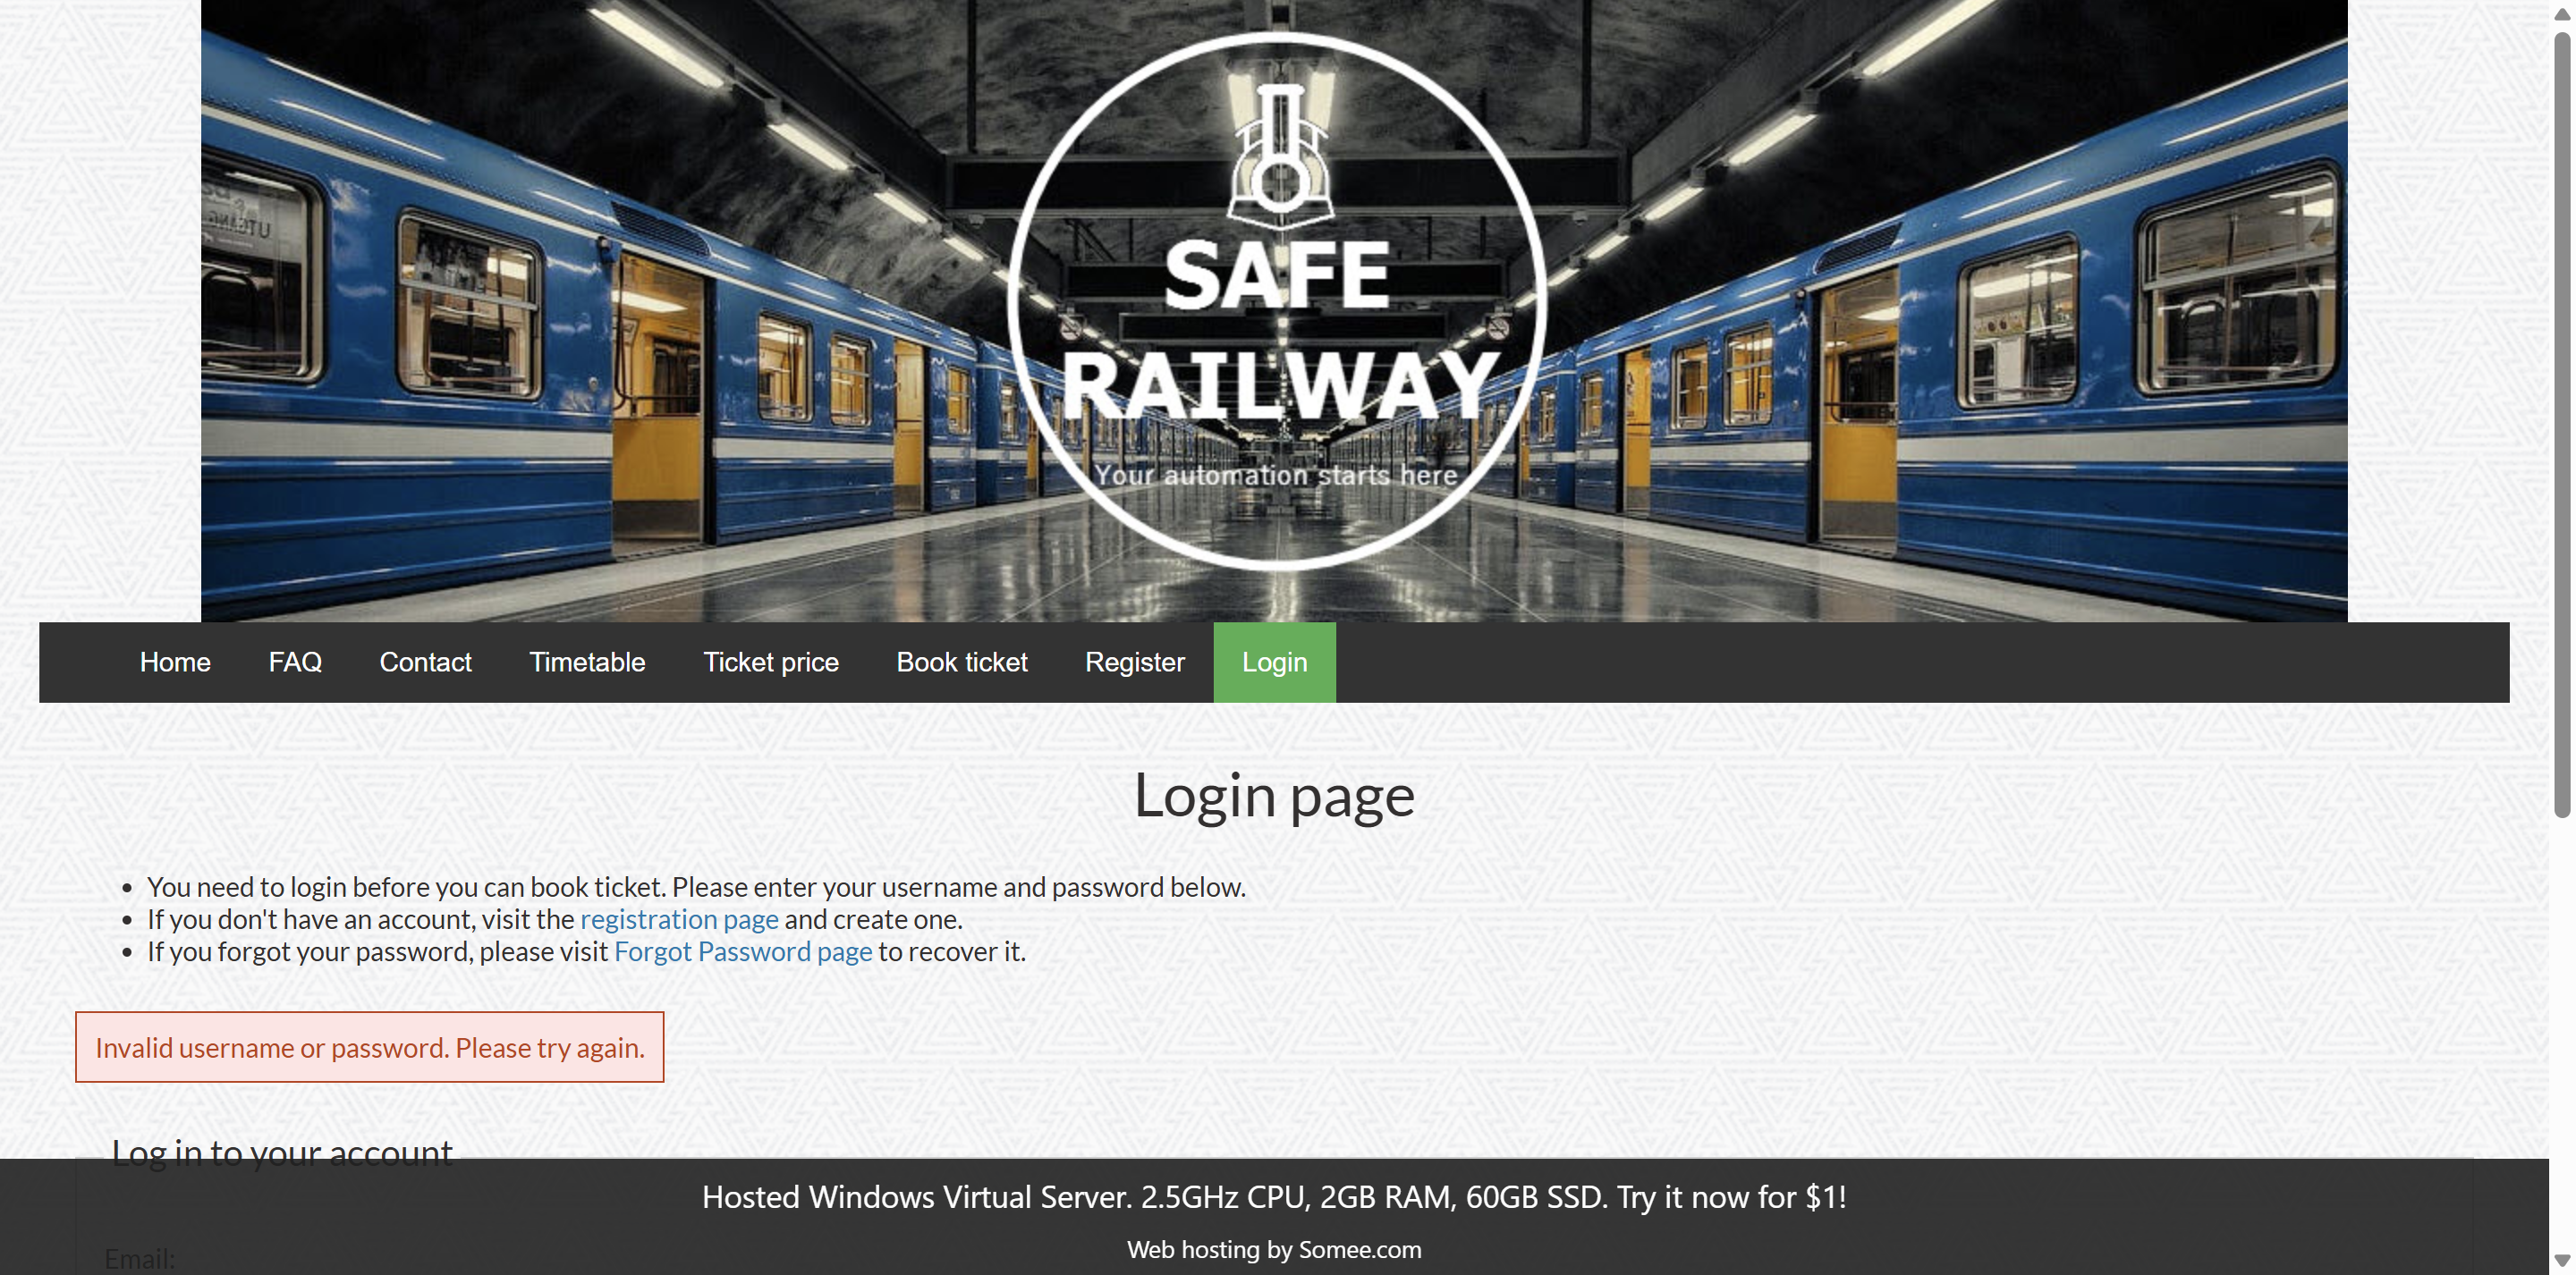 SAFE
RAILWAY
Your automation starts here
Home FAQ Contact Timetable Ticket price Book ticket Register Login
Login page
You need to login before you can book ticket. Please enter your username and password below.
If you don't have an account, visit the registration page and create one.
If you forgot your password, please visit Forgot Password page to recover it.
Invalid username or password. Please try again.
Log in to your account
Hosted Windows Virtual Server. 2.5GHz CPU, 2GB RAM, 60GB SSD. Try it now for $1!
Web hosting by Somee.com
Email: